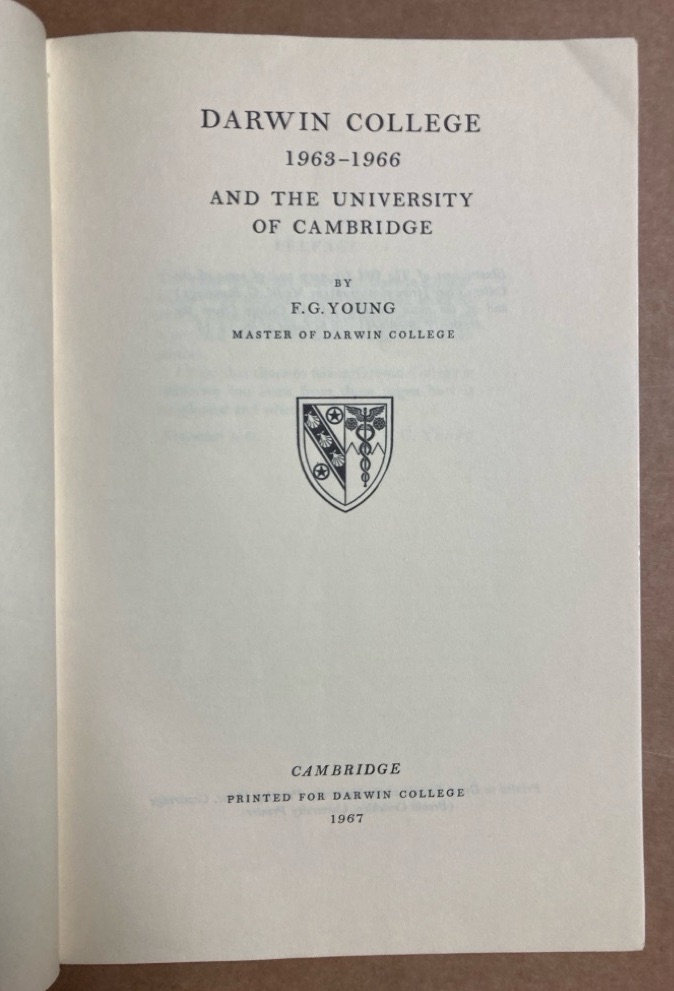 DARWIN COLLEGE
1963–1966
AND THE UNIVERSITY
OF CAMBRIDGE
BY
F.G.YOUNG
MASTER OF DARWIN COLLEGE
CAMBRIDGE
PRINTED FOR DARWIN COLLEGE
1967